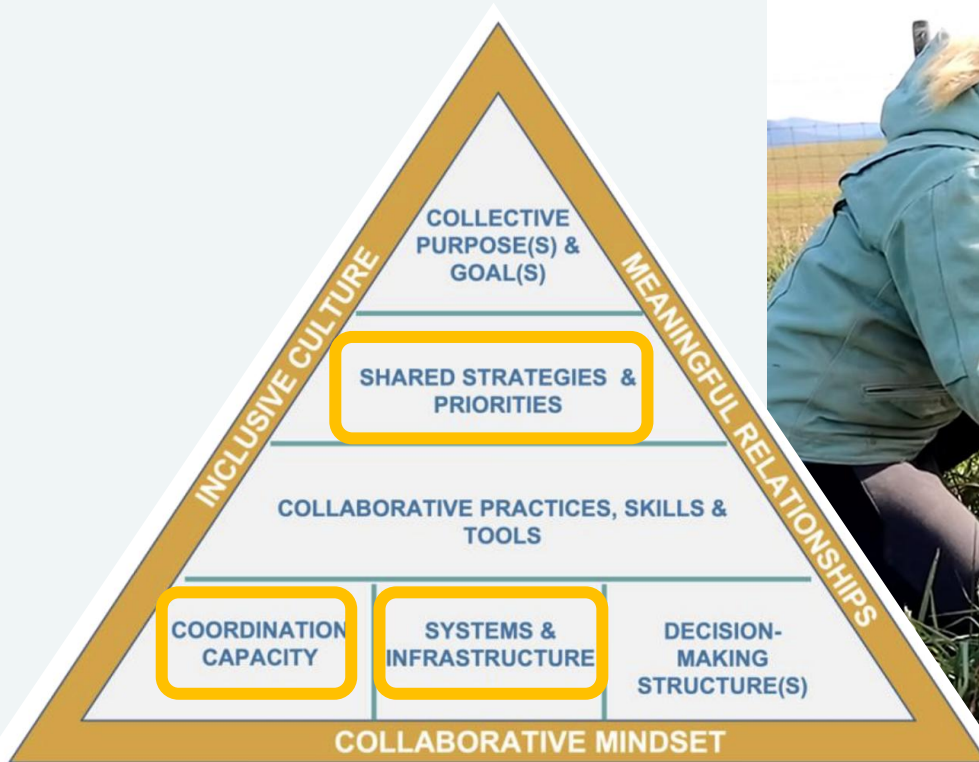 COLLECTIVE
PURPOSE(S) &
GOAL(S)
INCLUSIVE CULTURE
MEANINGFUL RELATIONSHIPS
SHARED STRATEGIES &
PRIORITIES
COLLABORATIVE PRACTICES, SKILLS &
TOOLS
COORDINATION
CAPACITY
SYSTEMS &
INFRASTRUCTURE
DECISION-
MAKING
STRUCTURE(S)
COLLABORATIVE MINDSET